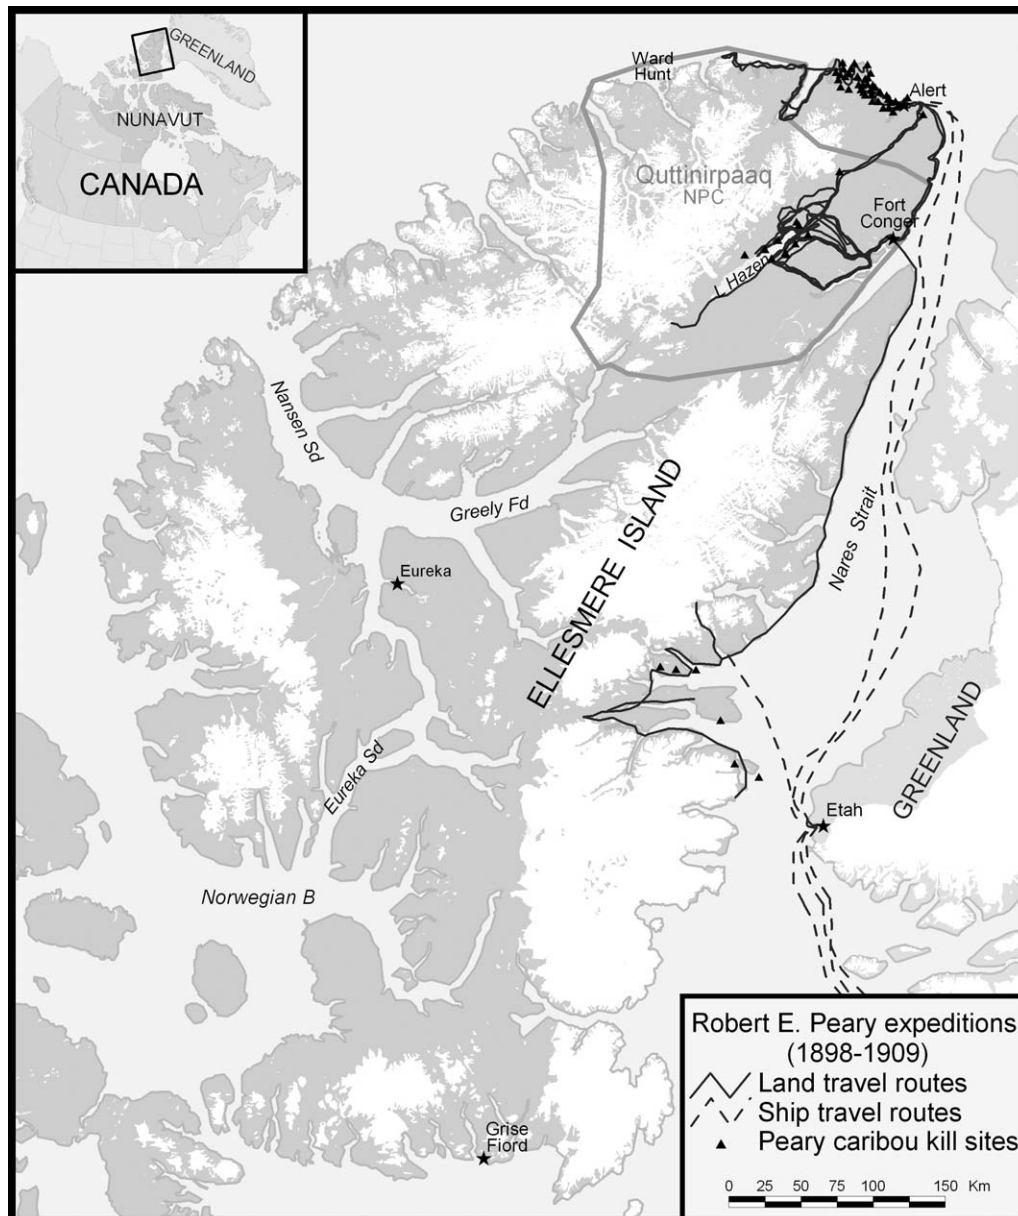 GREENLAND
NUNAVUT
CANADA
Ward
Hunt
Alert
Quttinirpaaq
NPC
Fort
Conger
L Hazen
Nansen Sd
Greely Fd
Eureka
ELLESMERE ISLAND
Nares Strait
Eureka Sd
GREENLAND
Etah
Norwegian B
Grise
Fiord
Robert E. Peary expeditions
(1898-1909)
Land travel routes
Ship travel routes
Peary caribou kill sites
0 25 50 75 100 150 Km